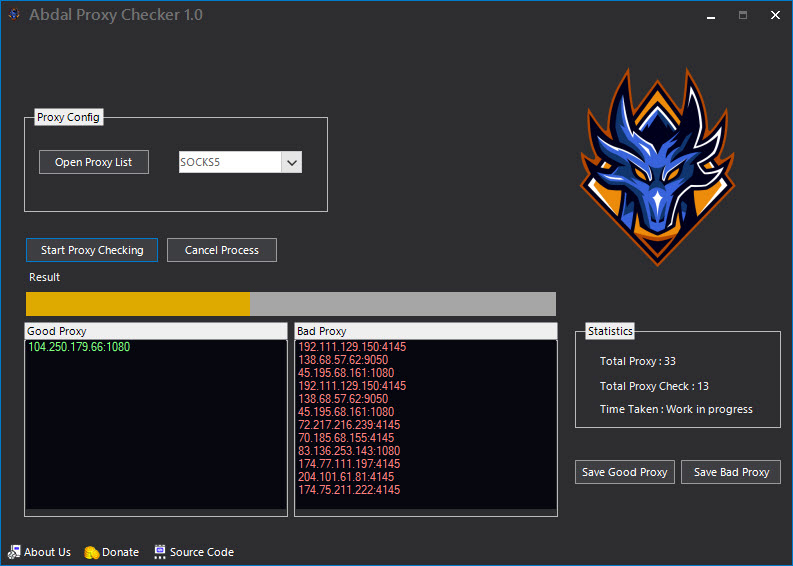 Abdal Proxy Checker 1.0
Proxy Config
Open Proxy List
SOCKS5
Start Proxy Checking
Cancel Process
Result
Good Proxy
104.250.179.66:1080
Bad Proxy
192.111.129.150:4145
138.68.57.62:9050
45.195.68.161:1080
192.111.129.150:4145
138.68.57.62:9050
45.195.68.161:1080
72.217.216.239:4145
70.185.68.155:4145
83.136.253.143:1080
174.77.111.197:4145
204.101.61.81:4145
174.75.211.222:4145
Statistics
Total Proxy : 33
Total Proxy Check : 13
Time Taken : Work in progress
Save Good Proxy
Save Bad Proxy
About Us
Donate
Source Code